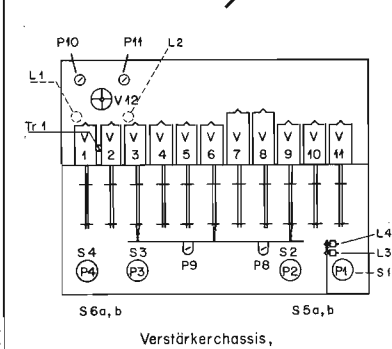 P10 P11 L2
L1
V12
Tr 1
V V V V V V V V V V V
1 2 3 4 5 6 7 8 9 10 11
L4
S4 S3 S2 L3
P4 P3 P9 P8 P2 P1 S1
S6a,b S5a,b
Verstärkerchassis,